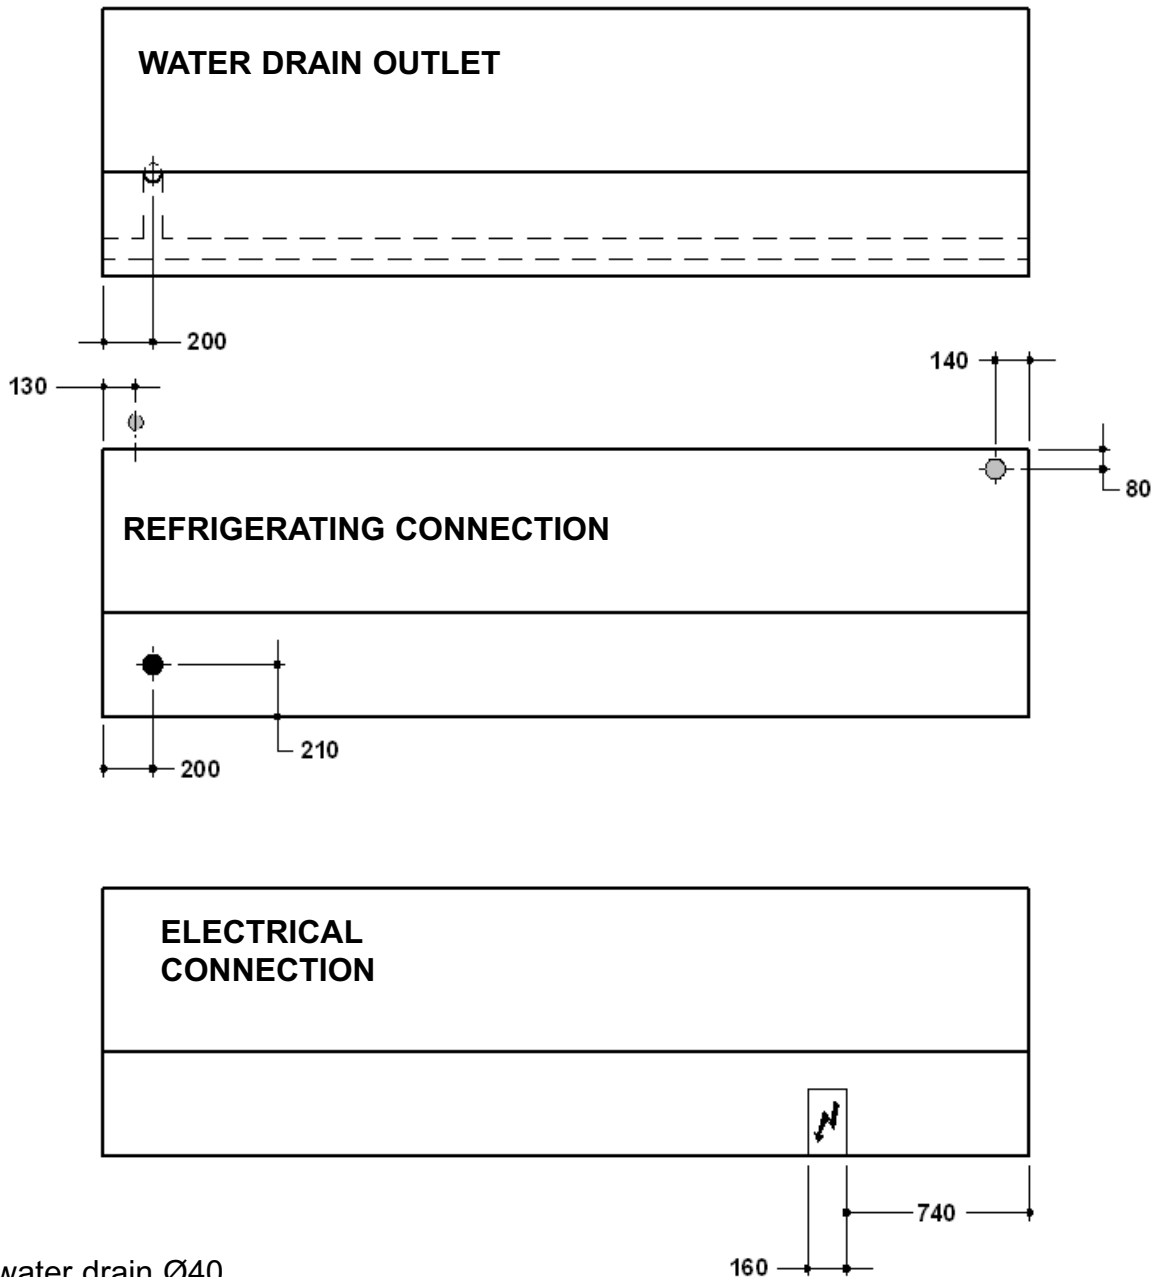 WATER DRAIN OUTLET
200
140
130
80
REFRIGERATING CONNECTION
210
200
ELECTRICAL
CONNECTION
740
160
water drain Ø40